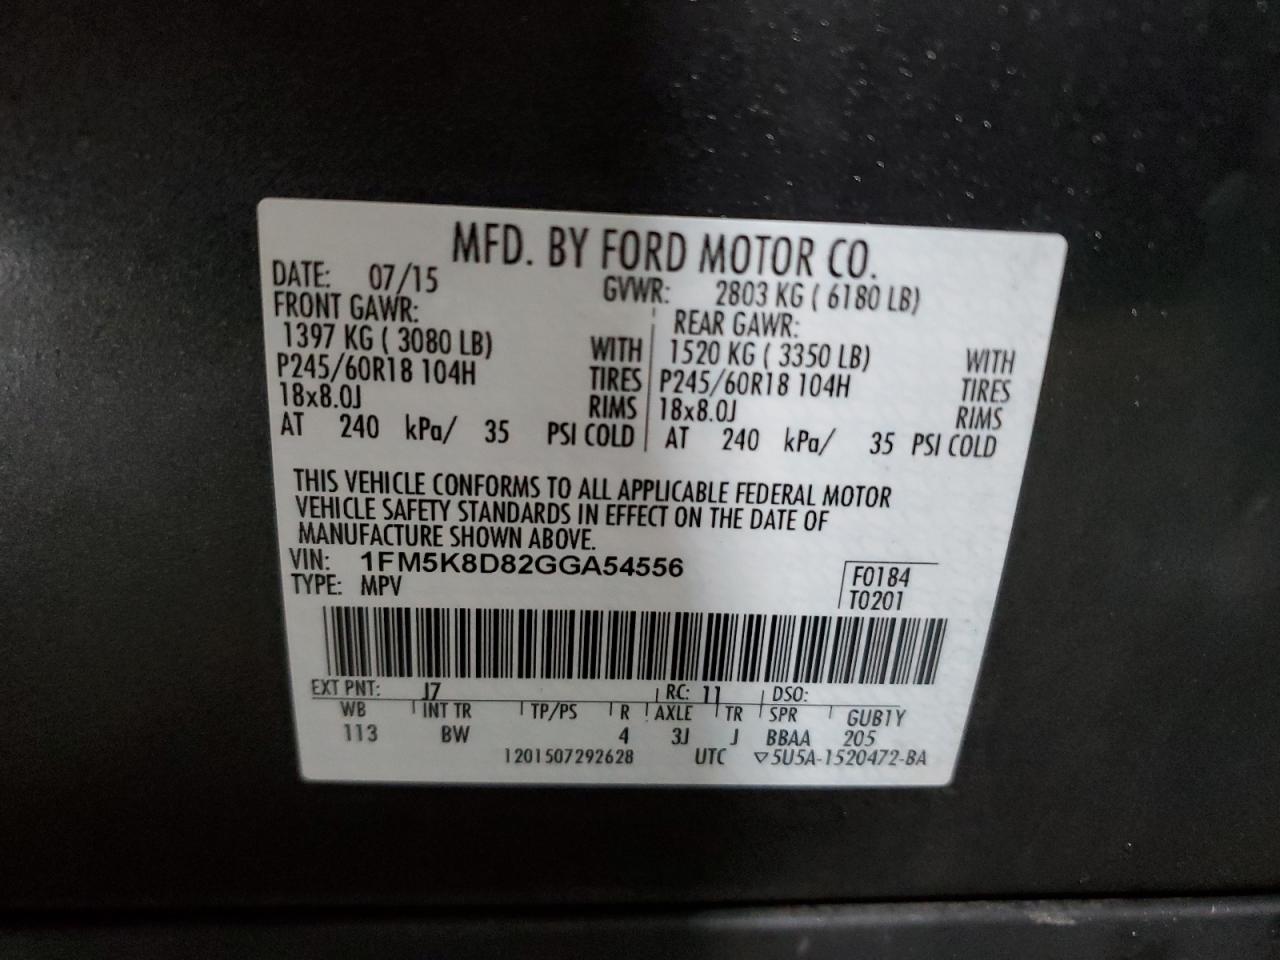 MFD. BY FORD MOTOR CO.
DATE: 07/15 GVWR: 2803 KG ( 6180 LB)
FRONT GAWR: REAR GAWR:
1397 KG ( 3080 LB) WITH 1520 KG ( 3350 LB) WITH
P245/60R18 104H TIRES P245/60R18 104H TIRES
18x8.0J RIMS 18x8.0J RIMS
AT 240 kPa/ 35 PSI COLD AT 240 kPa/ 35 PSI COLD
THIS VEHICLE CONFORMS TO ALL APPLICABLE FEDERAL MOTOR
VEHICLE SAFETY STANDARDS IN EFFECT ON THE DATE OF
MANUFACTURE SHOWN ABOVE.
VIN: 1FM5K8D82GGA54556 F0184
TYPE: MPV T0201
EXT PNT: J7 RC: 11 DSO:
WB INT TR TP/PS R AXLE TR SPR GUB1Y
113 BW 4 3J J BBAA 205
1201507292628 UTC ▽5U5A-1520472-BA